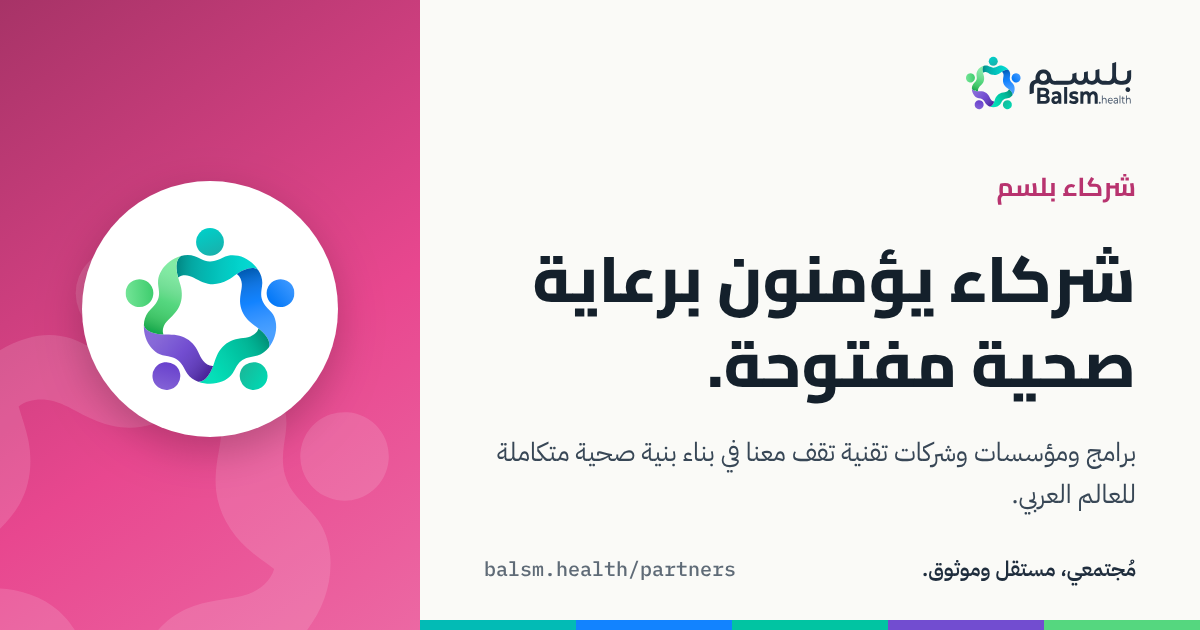 بلسم
Balsm.health
شركاء بلسم
شركاء يؤمنون برعاية
صحية مفتوحة.
برامج ومؤسسات وشركات تقنية تقف معنا في بناء بنية صحية متكاملة
للعالم العربي.
مُجتمعي، مستقل وموثوق.
balsm.health/partners